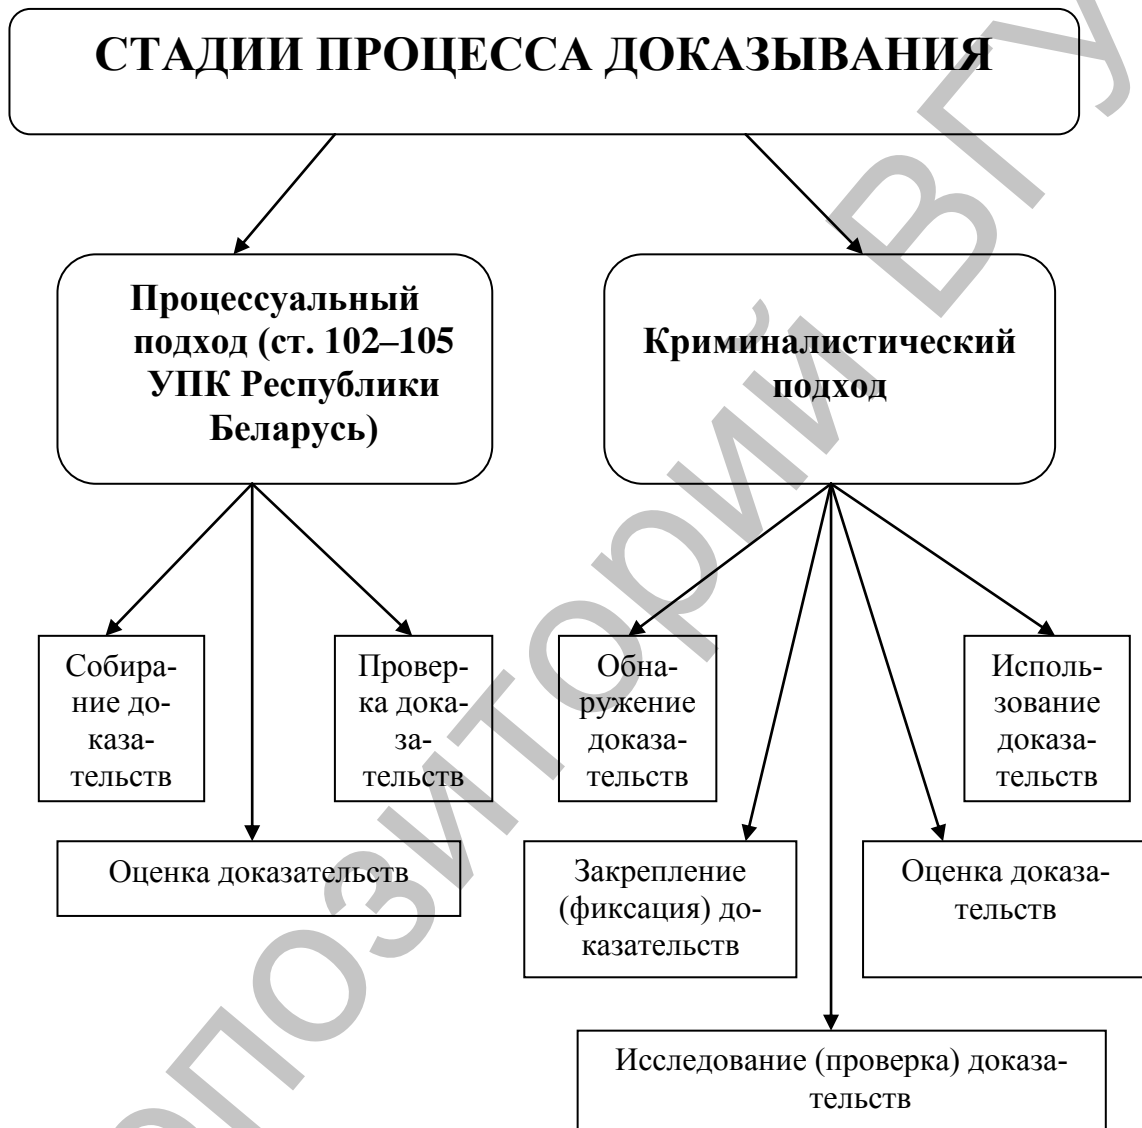 СТАДИИ ПРОЦЕССА ДОКАЗЫВАНИЯ
Процессуальный
подход (ст. 102–105
УПК Республики
Беларусь)
Криминалистический
подход
Собира-
ние до-
каза-
тельств
Провер-
ка дока-
за-
тельств
Обна-
ружение
доказа-
тельств
Исполь-
зование
доказа-
тельств
Оценка доказательств
Закрепление
(фиксация) до-
казательств
Оценка доказа-
тельств
Исследование (проверка) доказа-
тельств
позиторий ВГУ